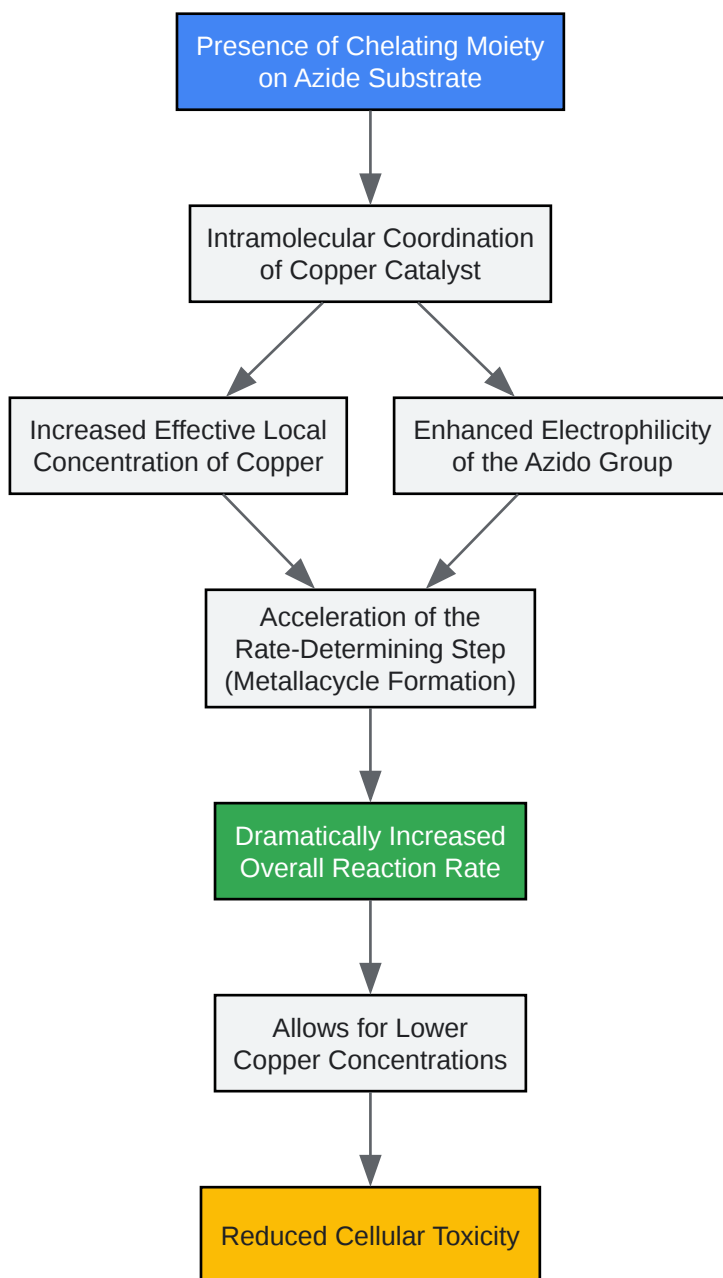 Presence of Chelating Moiety
on Azide Substrate
Intramolecular Coordination
of Copper Catalyst
Increased Effective Local
Concentration of Copper
Enhanced Electrophilicity
of the Azido Group
Acceleration of the
Rate-Determining Step
(Metallacycle Formation)
Dramatically Increased
Overall Reaction Rate
Allows for Lower
Copper Concentrations
Reduced Cellular Toxicity